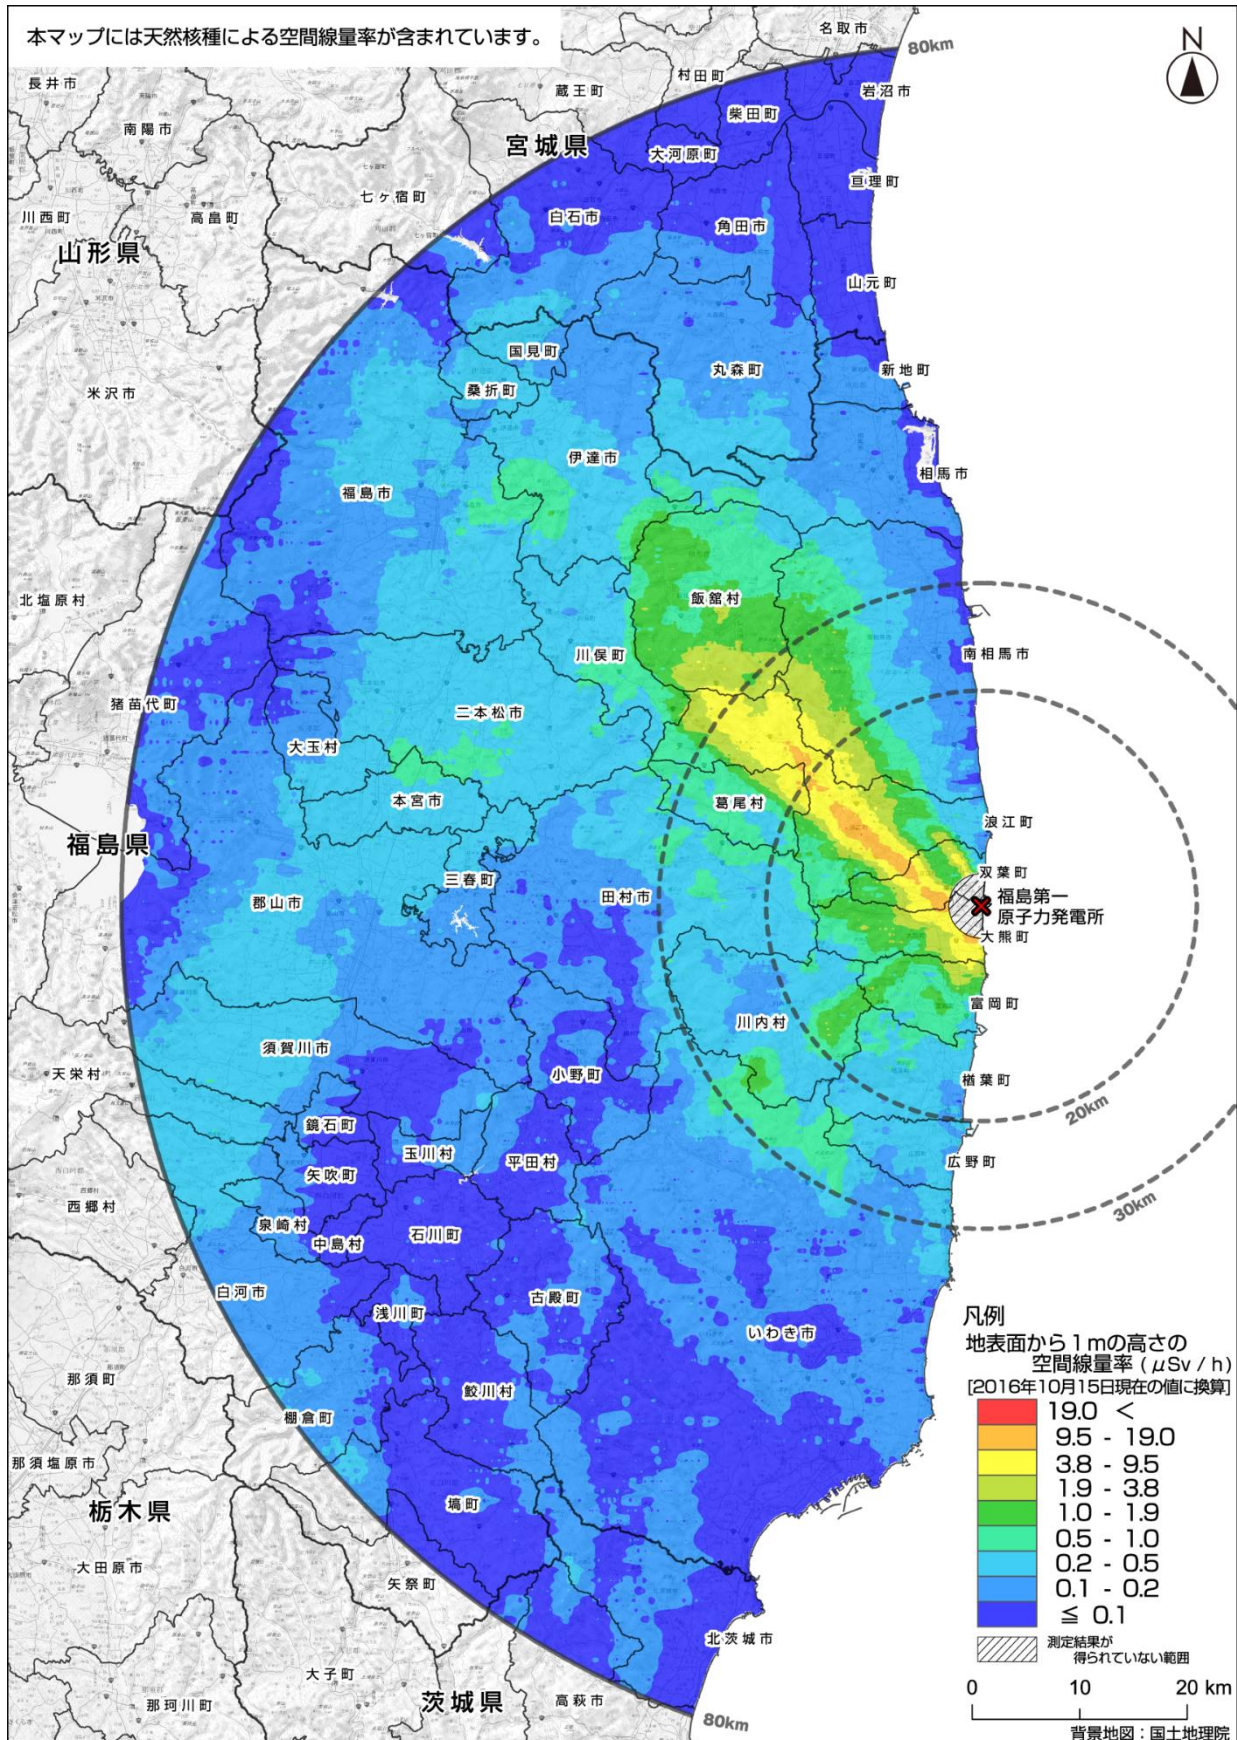 本マップには天然核種による空間線量率が含まれています。
名取市
80km
N
長井市
村田町
蔵王町
岩沼市
柴田町
南陽市
宮城県
大河原町
亘理町
七ヶ宿町
川西町
高畠町
白石市
角田市
山形県
山元町
国見町
新地町
丸森町
米沢市
桑折町
伊達市
相馬市
福島市
北塩原村
飯舘村
川俣町
南相馬市
猪苗代町
二本松市
大玉村
本宮市
葛尾村
浪江町
福島県
双葉町
三春町
田村市
福島第一
原子力発電所
郡山市
大熊町
富岡町
川内村
須賀川市
天栄村
小野町
楢葉町
20km
鏡石町
玉川村
平田村
広野町
矢吹町
西郷村
30km
泉崎村
中島村
石川町
白河市
古殿町
浅川町
いわき市
那須町
鮫川村
棚倉町
那須塩原市
塙町
栃木県
大田原市
矢祭町
北茨城市
大子町
那珂川町
茨城県
高萩市
80km
凡例
地表面から1mの高さの
空間線量率(μSv/h)
[2016年10月15日現在の値に換算]
19.0 <
9.5 - 19.0
3.8 - 9.5
1.9 - 3.8
1.0 - 1.9
0.5 - 1.0
0.2 - 0.5
0.1 - 0.2
≦ 0.1
測定結果が
得られていない範囲
0 10 20 km
背景地図:国土地理院